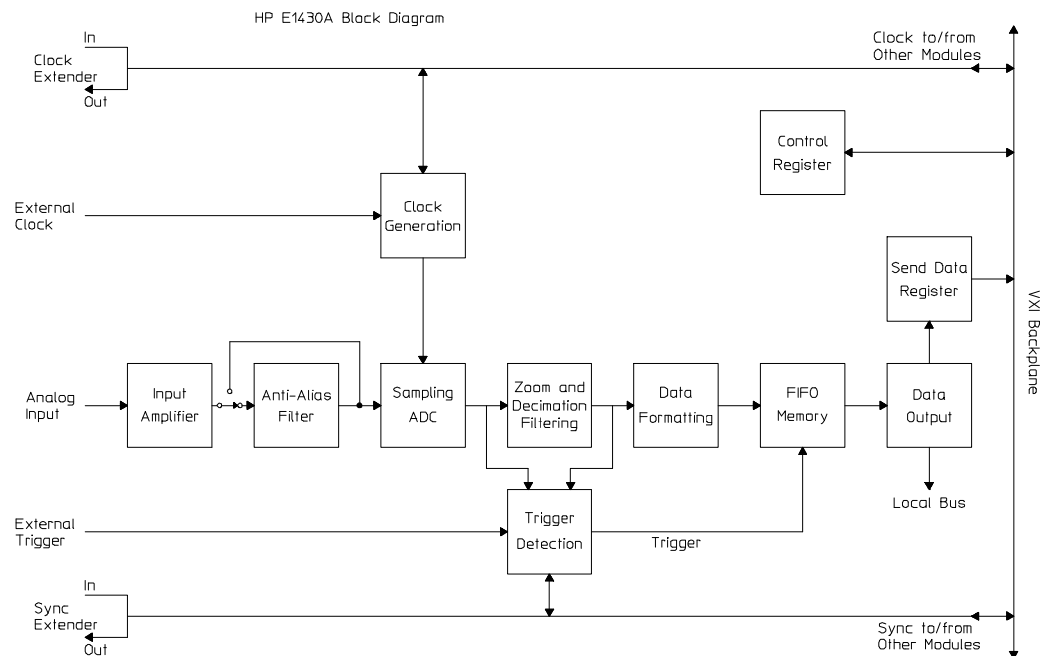 HP E1430A Block Diagram
In
Clock
Extender
Out
Clock to/from
Other Modules
Control
Register
External
Clock
Clock
Generation
Send Data
Register
VXI Backplane
Analog
Input
Input
Amplifier
Anti-Alias
Filter
Sampling
ADC
Zoom and
Decimation
Filtering
Data
Formatting
FIFO
Memory
Data
Output
Local Bus
External
Trigger
Trigger
Detection
Trigger
In
Sync
Extender
Out
Sync to/from
Other Modules